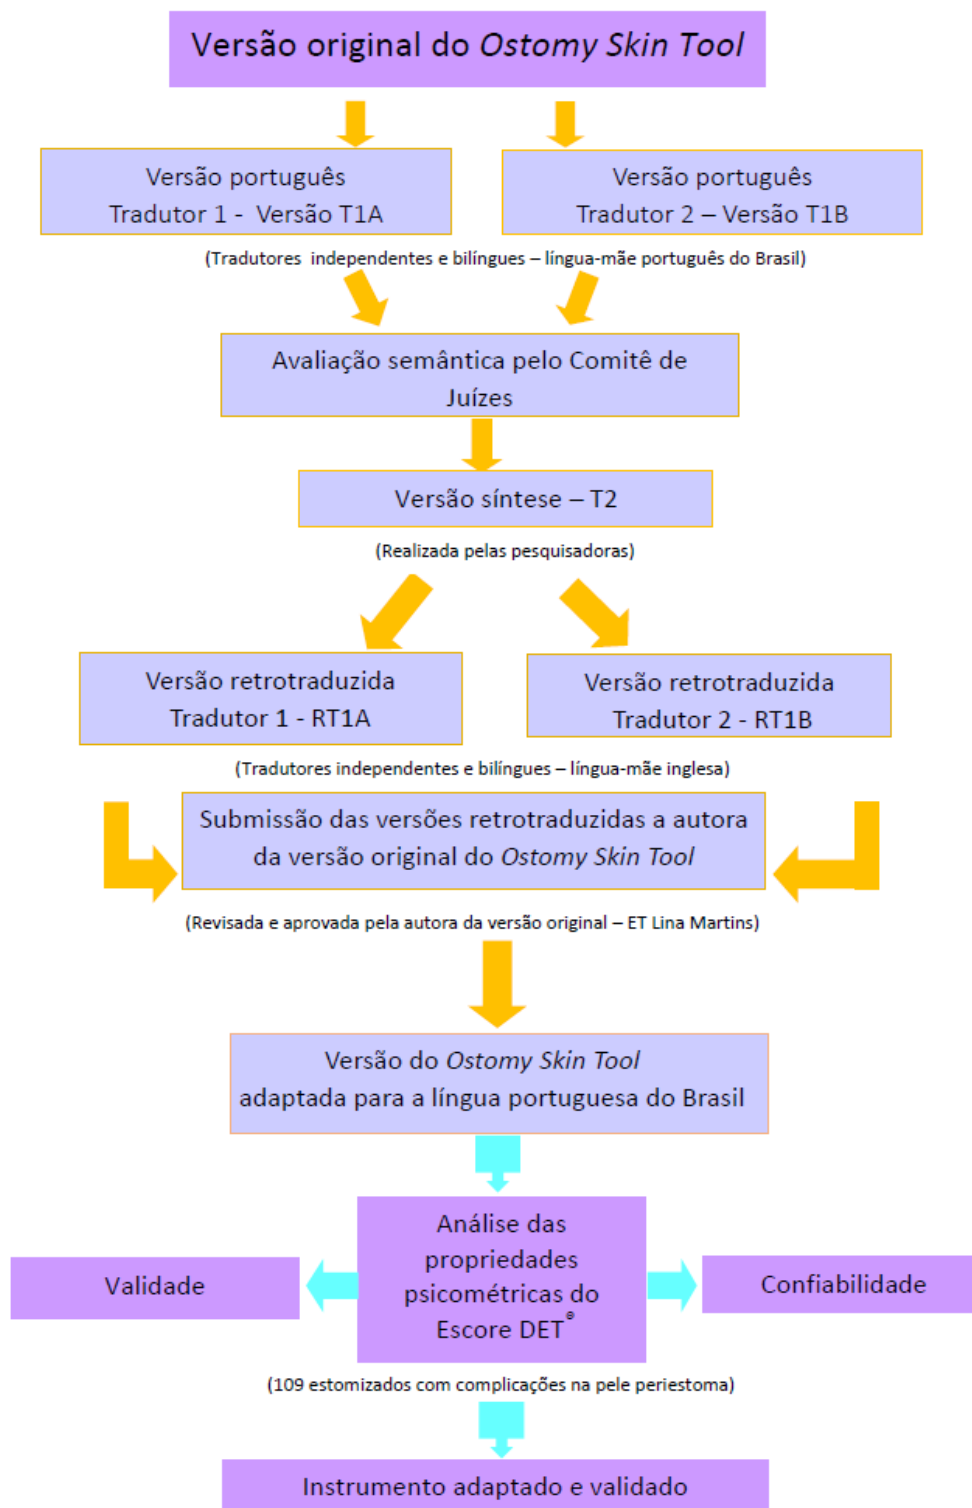 Versão original do Ostomy Skin Tool
Versão português
Tradutor 1 - Versão T1A
Versão português
Tradutor 2 – Versão T1B
(Tradutores independentes e bilíngues – língua-mãe português do Brasil)
Avaliação semântica pelo Comitê de
Juízes
Versão síntese – T2
(Realizada pelas pesquisadoras)
Versão retrotraduzida
Tradutor 1 - RT1A
Versão retrotraduzida
Tradutor 2 - RT1B
(Tradutores independentes e bilíngues – língua-mãe inglesa)
Submissão das versões retrotraduzidas a autora
da versão original do Ostomy Skin Tool
(Revisada e aprovada pela autora da versão original – ET Lina Martins)
Versão do Ostomy Skin Tool
adaptada para a língua portuguesa do Brasil
Análise das
propriedades
psicométricas do
Escore DET®
Validade
Confiabilidade
(109 estomizados com complicações na pele periestoma)
Instrumento adaptado e validado